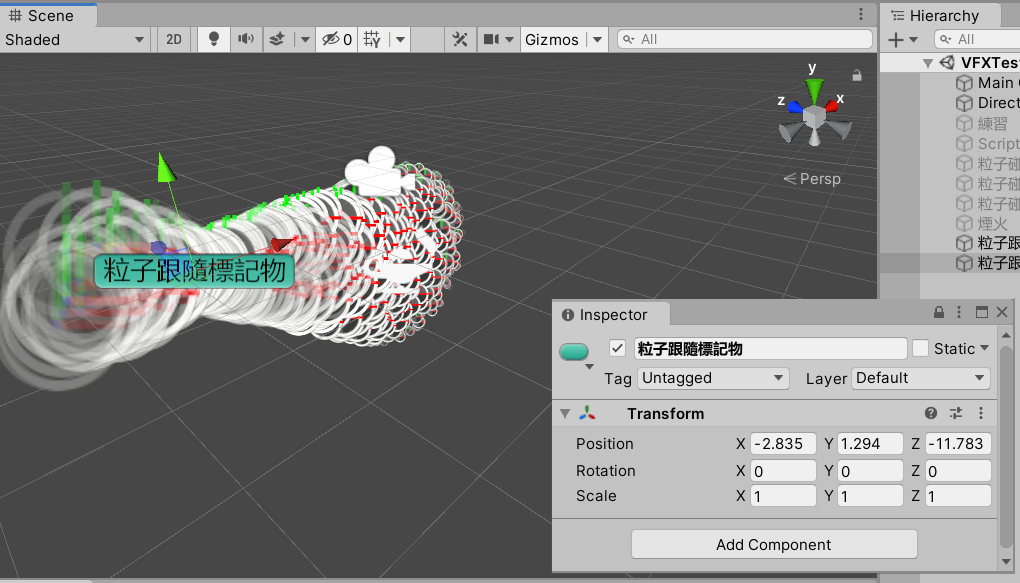 Scene
Shaded
2D
0
Gizmos
All
y
z
x
Persp
粒子跟隨標記物
Hierarchy
All
VFXTes
Main
Direct
練習
Script
粒子碰
粒子碰
粒子碰
煙火
粒子跟
粒子跟
Inspector
粒子跟隨標記物
Static
Tag Untagged Layer Default
Transform
Position X -2.835 Y 1.294 Z -11.783
Rotation X 0 Y 0 Z 0
Scale X 1 Y 1 Z 1
Add Component